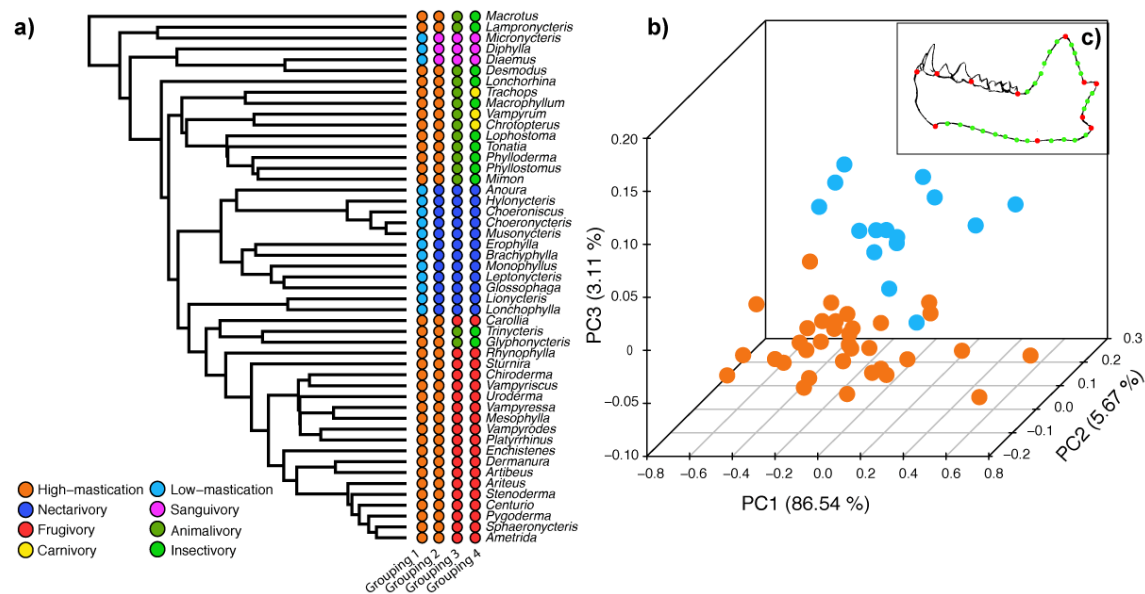 a)
Macrotus
Lampronycteris
Micronycteris
Diphylla
Diaemus
Desmodus
Lonchorhina
Trachops
Macrophyllum
Vampyrum
Chrotopterus
Lophostoma
Tonatia
Phylloderma
Phyllostomus
Mimon
Anoura
Hylonycteris
Choeroniscus
Choeronycteris
Musonycteris
Erophylla
Brachyphylla
Monophyllus
Leptonycteris
Glossophaga
Lionycteris
Lonchophylla
Carollia
Trinycteris
Glyphonycteris
Rhynophylla
Sturnira
Chiroderma
Vampyriscus
Uroderma
Vampyressa
Mesophylla
Vampyrodes
Platyrrhinus
Enchistenes
Dermanura
Artibeus
Ariteus
Stenoderma
Centurio
Pygoderma
Sphaeronycteris
Ametrida
High−mastication
Nectarivory
Frugivory
Carnivory
Low−mastication
Sanguivory
Animalivory
Insectivory
Grouping 1
Grouping 2
Grouping 3
Grouping 4
b)
c)
PC3 (3.11 %)
0.20
0.15
0.10
0.05
0
−0.05
−0.10
−0.8
−0.6
−0.4
−0.2
0.0
0.2
0.4
0.6
0.8
PC1 (86.54 %)
0.3
0.2
0.1
0.0
−0.1
−0.2
PC2 (5.67 %)